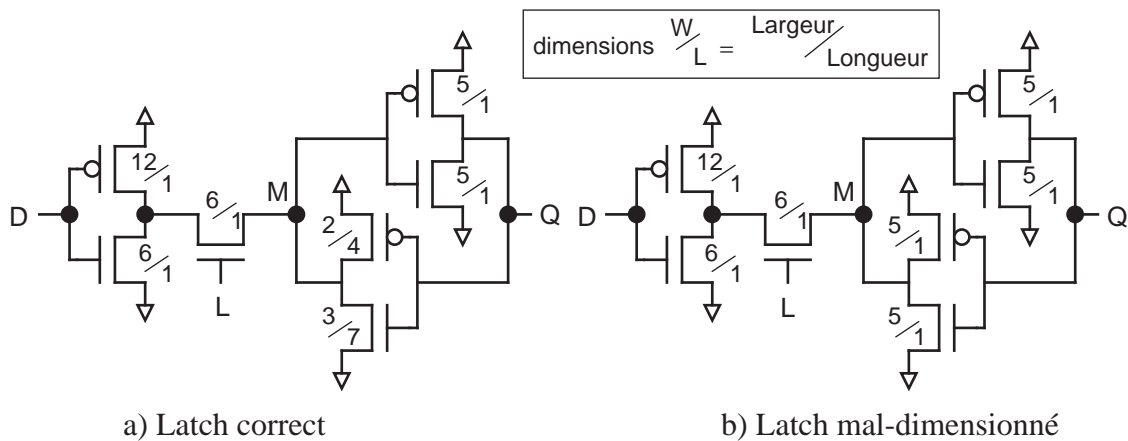 dimensions W/L = Largeur/Longueur
5/1
12/1
5/1
6/1
M
D
Q
2/4
6/1
L
3/7
5/1
12/1
5/1
6/1
M
D
Q
5/1
6/1
L
5/1
a) Latch correct
b) Latch mal-dimensionné